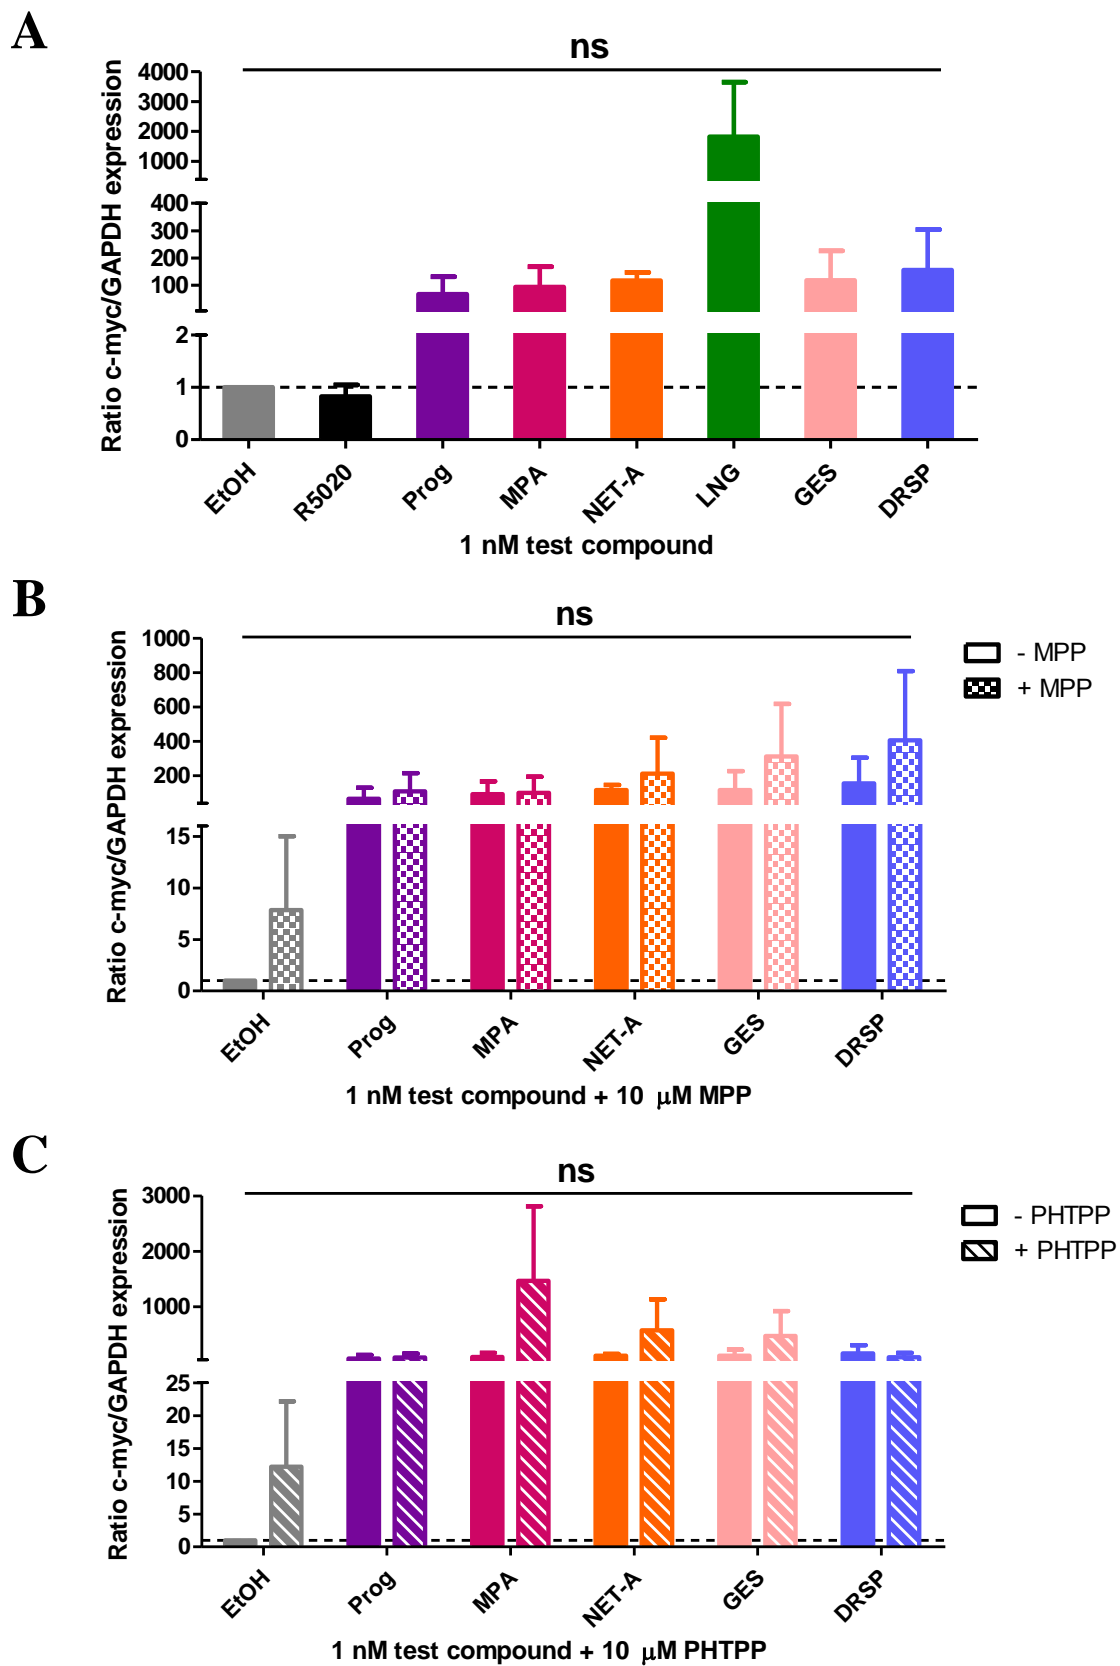 A
ns
Ratio c-myc/GAPDH expression
4000
3000
2000
1000
400
300
200
100
2
1
0
EtOH
R5020
Prog
MPA
NET-A
LNG
GES
DRSP
1 nM test compound
B
ns
Ratio c-myc/GAPDH expression
1000
800
600
400
200
15
10
5
0
- MPP
+ MPP
EtOH
Prog
MPA
NET-A
GES
DRSP
1 nM test compound + 10 μM MPP
C
ns
Ratio c-myc/GAPDH expression
3000
2000
1000
25
20
15
10
5
0
- PHTPP
+ PHTPP
EtOH
Prog
MPA
NET-A
GES
DRSP
1 nM test compound + 10 μM PHTPP